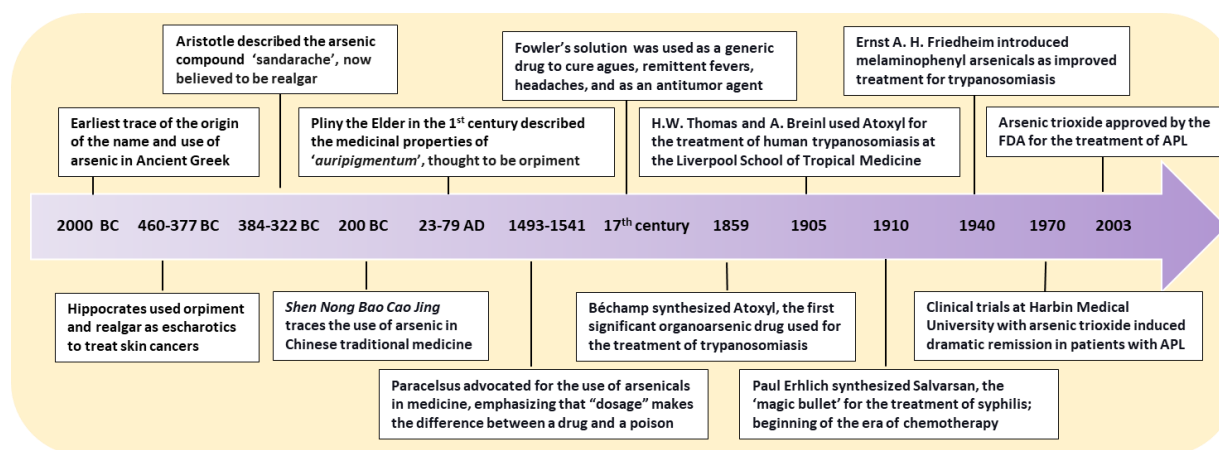 Aristotle described the arsenic
compound ‘sandarache’, now
believed to be realgar
Fowler’s solution was used as a generic
drug to cure agues, remittent fevers,
headaches, and as an antitumor agent
Ernst A. H. Friedheim introduced
melaminophenyl arsenicals as improved
treatment for trypanosomiasis
Earliest trace of the origin
of the name and use of
arsenic in Ancient Greek
Pliny the Elder in the 1st century described
the medicinal properties of
‘auripigmentum’, thought to be orpiment
H.W. Thomas and A. Breinl used Atoxyl for
the treatment of human trypanosomiasis at
the Liverpool School of Tropical Medicine
Arsenic trioxide approved by the
FDA for the treatment of APL
2000 BC 460-377 BC 384-322 BC 200 BC 23-79 AD 1493-1541 17th century 1859 1905 1910 1940 1970 2003
Hippocrates used orpiment
and realgar as escharotics
to treat skin cancers
Shen Nong Bao Cao Jing
traces the use of arsenic in
Chinese traditional medicine
Béchamp synthesized Atoxyl, the first
significant organoarsenic drug used for
the treatment of trypanosomiasis
Clinical trials at Harbin Medical
University with arsenic trioxide induced
dramatic remission in patients with APL
Paracelsus advocated for the use of arsenicals
in medicine, emphasizing that “dosage” makes
the difference between a drug and a poison
Paul Erhlich synthesized Salvarsan, the
‘magic bullet’ for the treatment of syphilis;
beginning of the era of chemotherapy